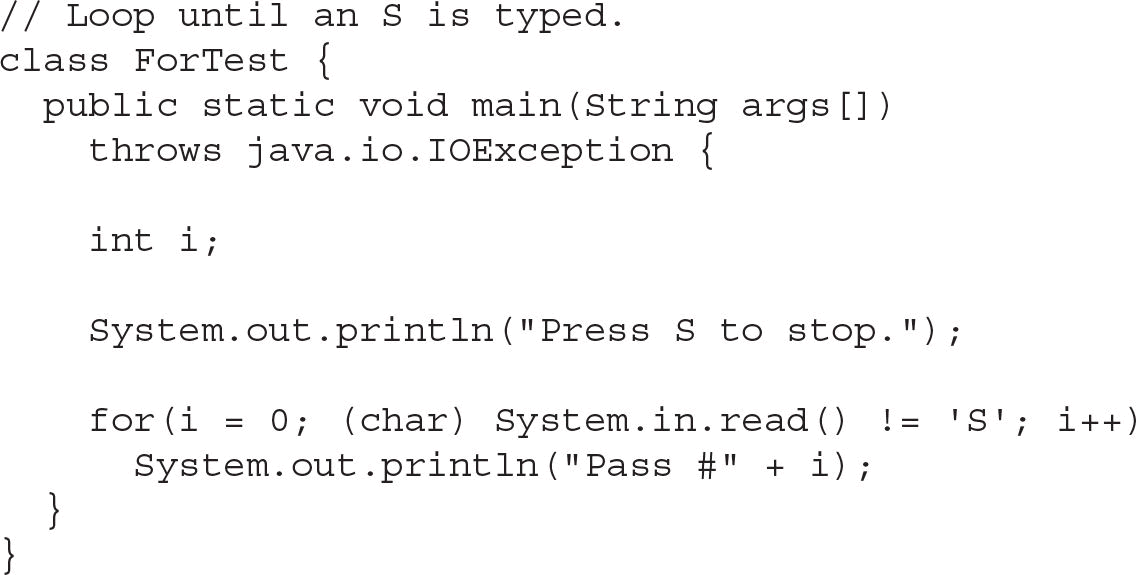 // Loop until an S is typed.
class ForTest {
  public static void main(String args[])
    throws java.io.IOException {

    int i;

    System.out.println("Press S to stop.");

    for(i = 0; (char) System.in.read() != 'S'; i++)
      System.out.println("Pass #" + i);
  }
}